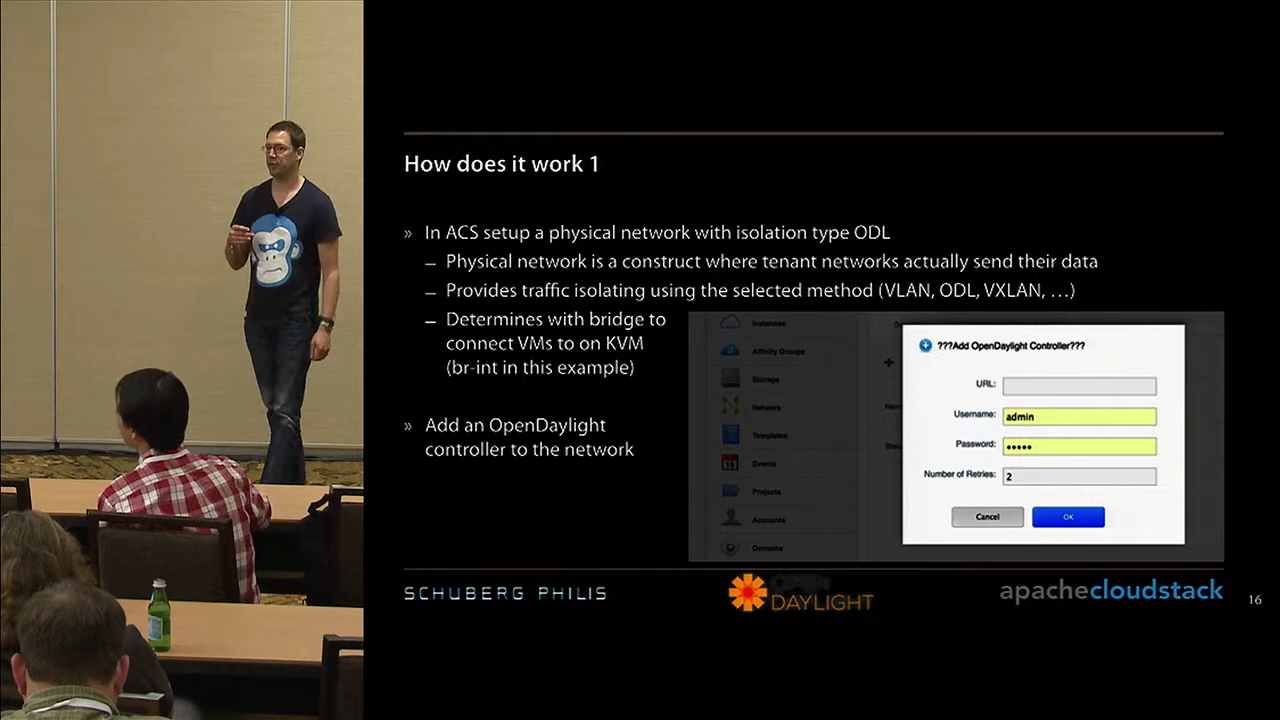 How does it work 1
» In ACS setup a physical network with isolation type ODL
– Physical network is a construct where tenant networks actually send their data
– Provides traffic isolating using the selected method (VLAN, ODL, VXLAN, …)
– Determines with bridge to
connect VMs to on KVM
(br-int in this example)
» Add an OpenDaylight
controller to the network
Instances
Affinity Groups
Storage
Network
Templates
Events
Projects
Accounts
Domains
???Add OpenDaylight Controller???
URL:
Username: admin
Password: •••••
Number of Retries: 2
Cancel OK
SCHUBERG PHILIS
OPEN
DAYLIGHT
apachecloudstack
16